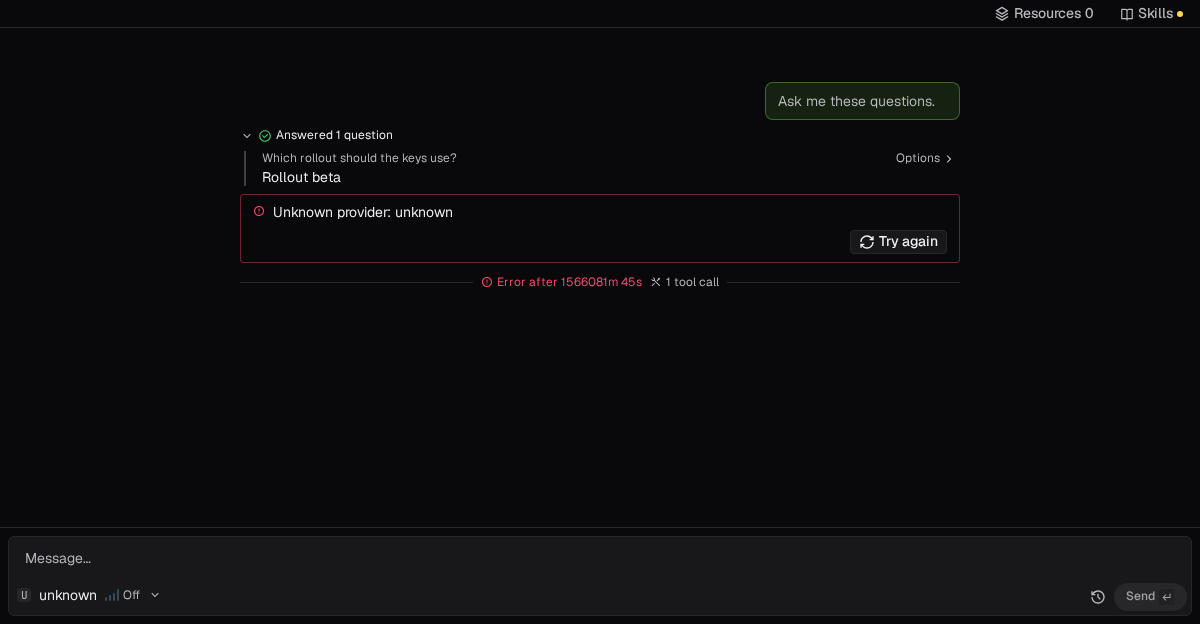 Resources 0
Skills
Ask me these questions.
Answered 1 question
Which rollout should the keys use?
Options
Rollout beta
Unknown provider: unknown
Try again
Error after 1566081m 45s
1 tool call
Message...
U
unknown
Off
Send